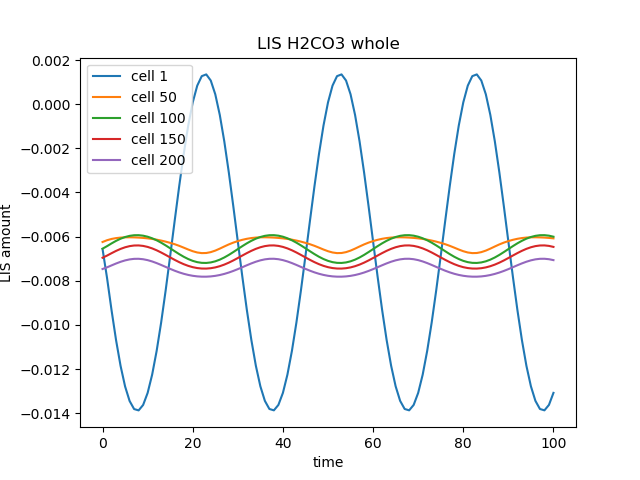 LIS H2CO3 whole
0.002
0.000
−0.002
−0.004
−0.006
−0.008
−0.010
−0.012
−0.014
LIS amount
cell 1
cell 50
cell 100
cell 150
cell 200
0 20 40 60 80 100
time